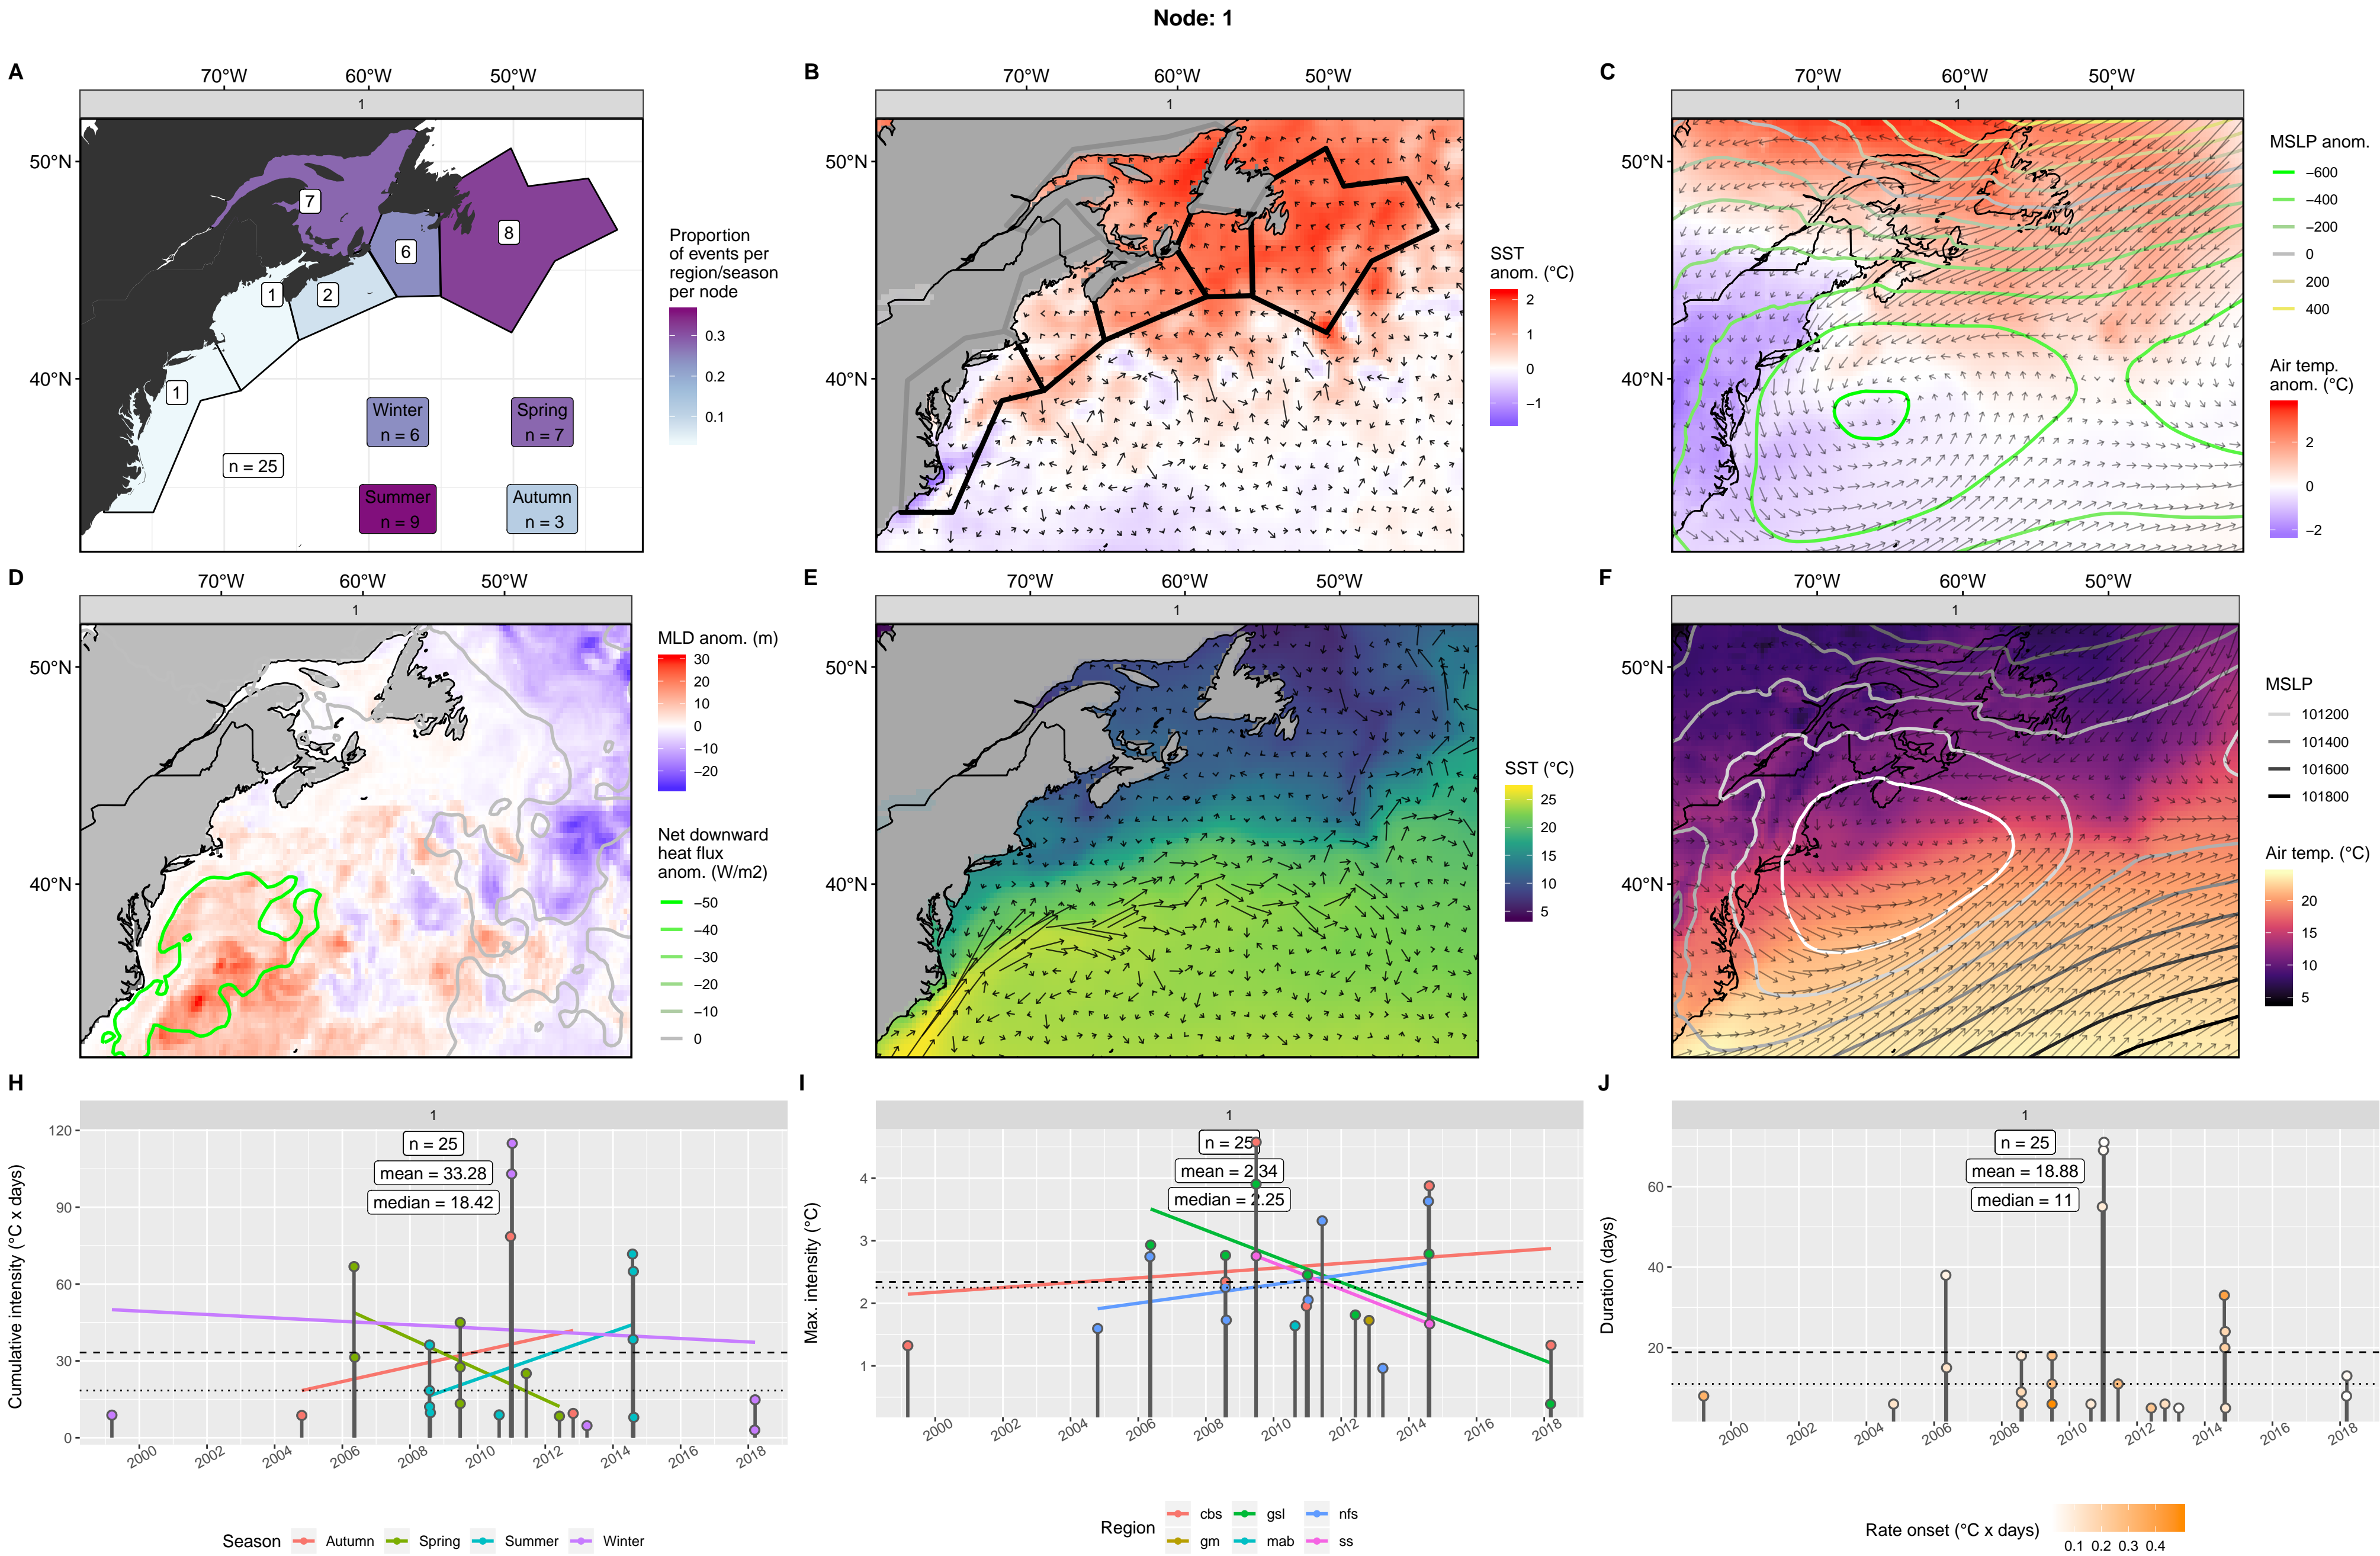 Node: 1
A
70°W 60°W 50°W
1
50°N
40°N
7
8
6
1
2
1
Winter
n = 6
Spring
n = 7
n = 25
Summer
n = 9
Autumn
n = 3
Proportion
of events per
region/season
per node
0.3
0.2
0.1
B
70°W 60°W 50°W
1
50°N
40°N
SST
anom. (°C)
2
1
0
−1
C
70°W 60°W 50°W
1
50°N
40°N
MSLP anom.
−600
−400
−200
0
200
400
Air temp.
anom. (°C)
2
0
−2
D
70°W 60°W 50°W
1
50°N
40°N
MLD anom. (m)
30
20
10
0
−10
−20
Net downward
heat flux
anom. (W/m2)
−50
−40
−30
−20
−10
0
E
70°W 60°W 50°W
1
50°N
40°N
SST (°C)
25
20
15
10
5
F
70°W 60°W 50°W
1
50°N
40°N
MSLP
101200
101400
101600
101800
Air temp. (°C)
20
15
10
5
H
1
Cumulative intensity (°C x days)
120
90
60
30
0
n = 25
mean = 33.28
median = 18.42
2000 2002 2004 2006 2008 2010 2012 2014 2016 2018
Season Autumn Spring Summer Winter
I
1
Max. intensity (°C)
4
3
2
1
n = 25
mean = 2.34
median = 2.25
2000 2002 2004 2006 2008 2010 2012 2014 2016 2018
Region
cbs gsl nfs
gm mab ss
J
1
Duration (days)
60
40
20
n = 25
mean = 18.88
median = 11
2000 2002 2004 2006 2008 2010 2012 2014 2016 2018
Rate onset (°C x days)
0.1 0.2 0.3 0.4